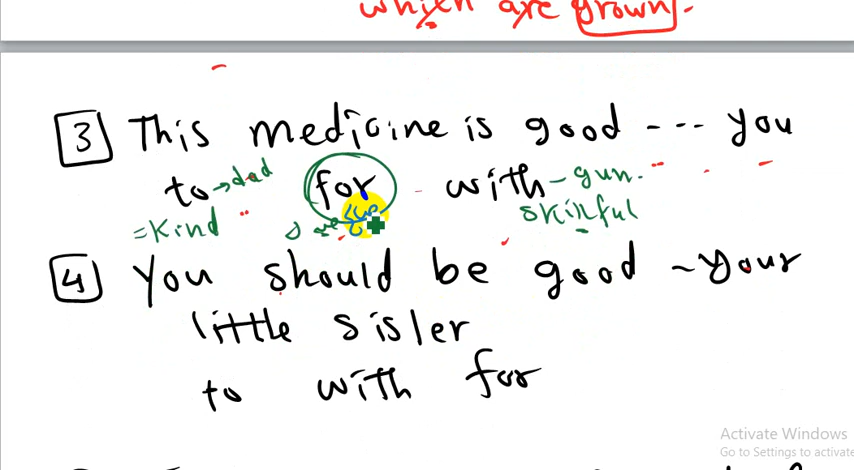 which are grown.
3 This medicine is good --- you
to → dad for with - gun.
= Kind skillful
4 You should be good ~ your
little sisler
to with for
Activate Windows
Go to Settings to activate